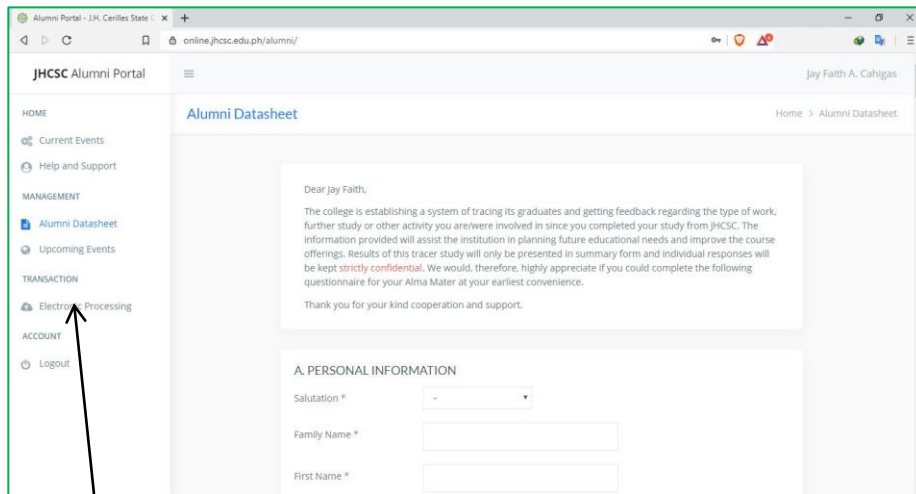 Alumni Portal - J.H. Cerilles State C
online.jhcsc.edu.ph/alumni/
JHCSC Alumni Portal
Jay Faith A. Cahigas
HOME
Current Events
Help and Support
MANAGEMENT
Alumni Datasheet
Upcoming Events
TRANSACTION
Electronic Processing
ACCOUNT
Logout
Alumni Datasheet
Home > Alumni Datasheet
Dear Jay Faith,
The college is establishing a system of tracing its graduates and getting feedback regarding the type of work,
further study or other activity you are/were involved in since you completed your study from JHCSC. The
information provided will assist the institution in planning future educational needs and improve the course
offerings. Results of this tracer study will only be presented in summary form and individual responses will
be kept strictly confidential. We would, therefore, highly appreciate if you could complete the following
questionnaire for your Alma Mater at your earliest convenience.
Thank you for your kind cooperation and support.
A. PERSONAL INFORMATION
Salutation *
-
Family Name *
First Name *